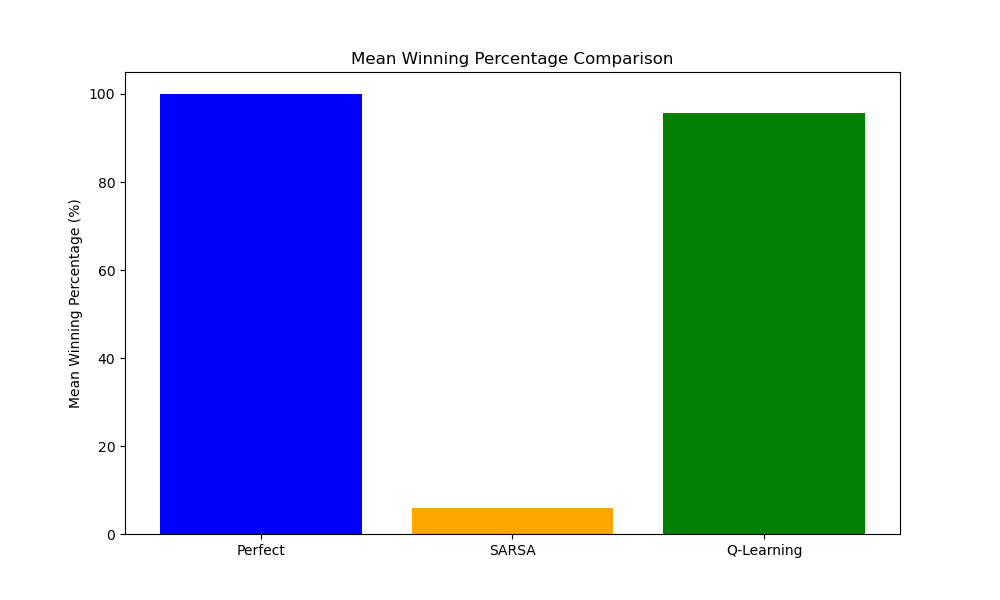 Mean Winning Percentage Comparison
Mean Winning Percentage (%)
100
80
60
40
20
0
Perfect
SARSA
Q-Learning